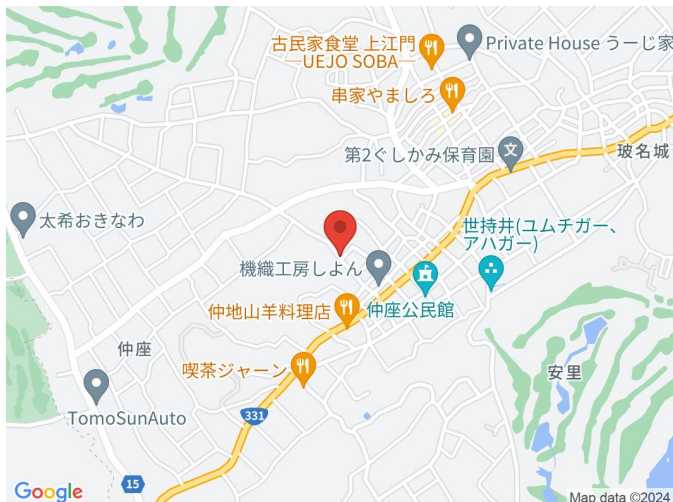 古民家食堂 上江門
—UEJO SOBA—
Private House うーじ家
串家やましろ
第2ぐしかみ保育園
文
玻名城
太希おきなわ
世持井(ユムチガー、
アハガー)
機織工房しよん
仲地山羊料理店
仲座公民館
仲座
喫茶ジャーン
安里
TomoSunAuto
331
15
Google
Map data ©2024